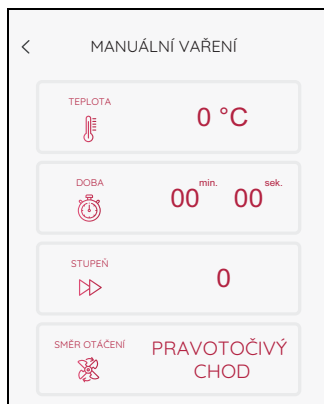 MANUÁLNÍ VAŘENÍ
TEPLOTA
0 °C
DOBA
00 min. 00 sek.
STUPEŇ
0
SMĚR OTÁČENÍ
PRAVOTOČIVÝ
CHOD